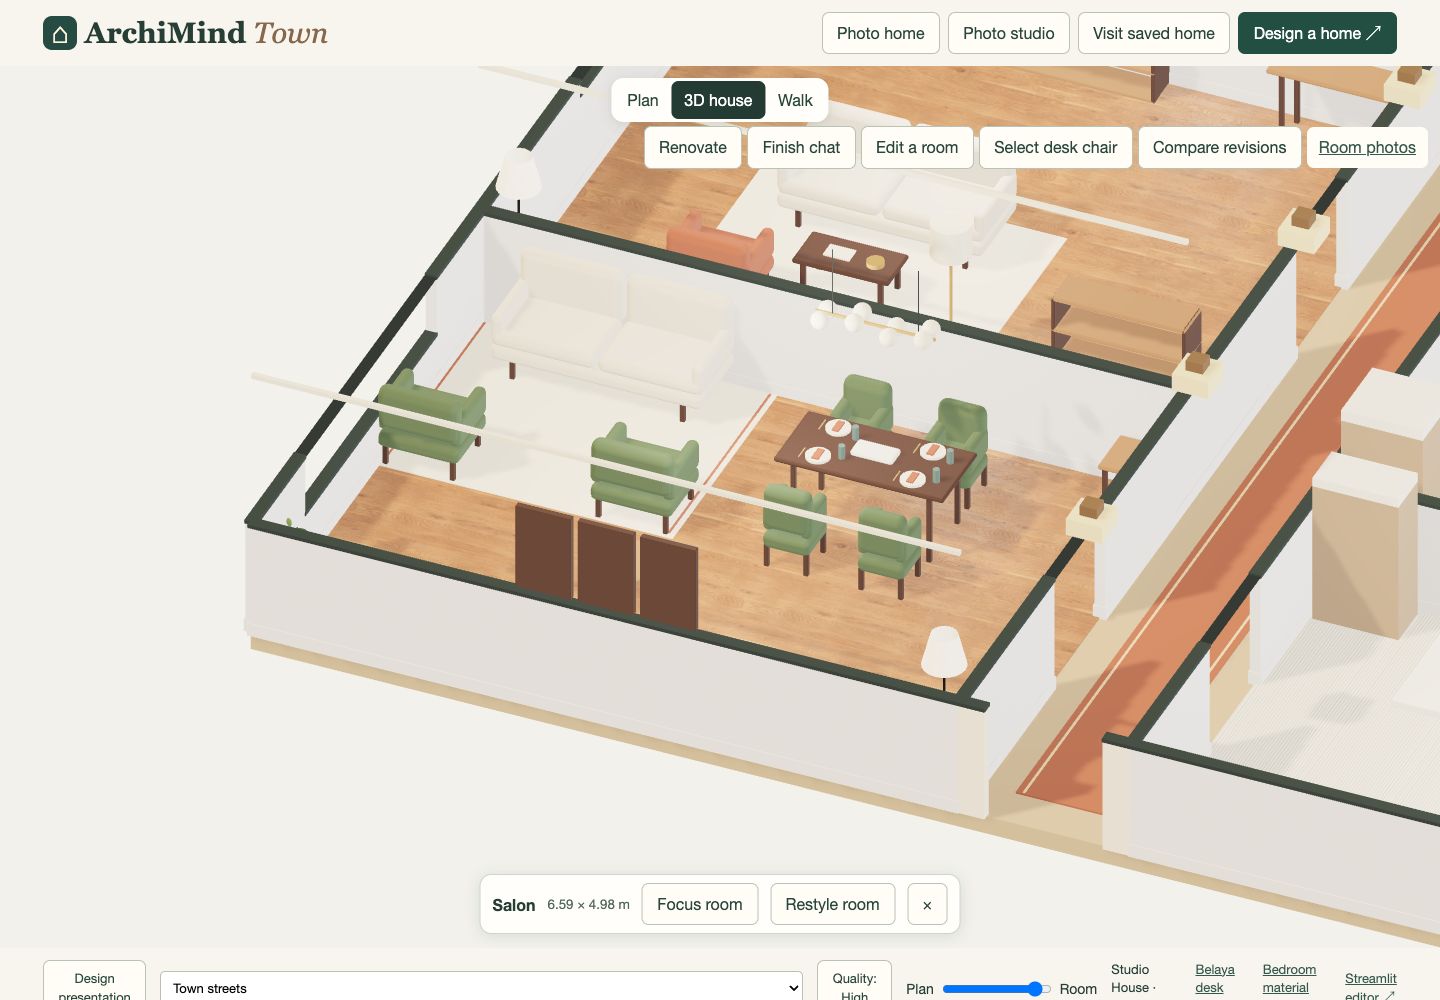 ArchiMind Town
Photo home
Photo studio
Visit saved home
Design a home ↗
Plan
3D house
Walk
Renovate
Finish chat
Edit a room
Select desk chair
Compare revisions
Room photos
Salon
6.59 × 4.98 m
Focus room
Restyle room
×
Design
presentation
Town streets
Quality:
High
Plan
Room
Studio
House ·
Belaya
desk
Bedroom
material
Streamlit
editor ↗